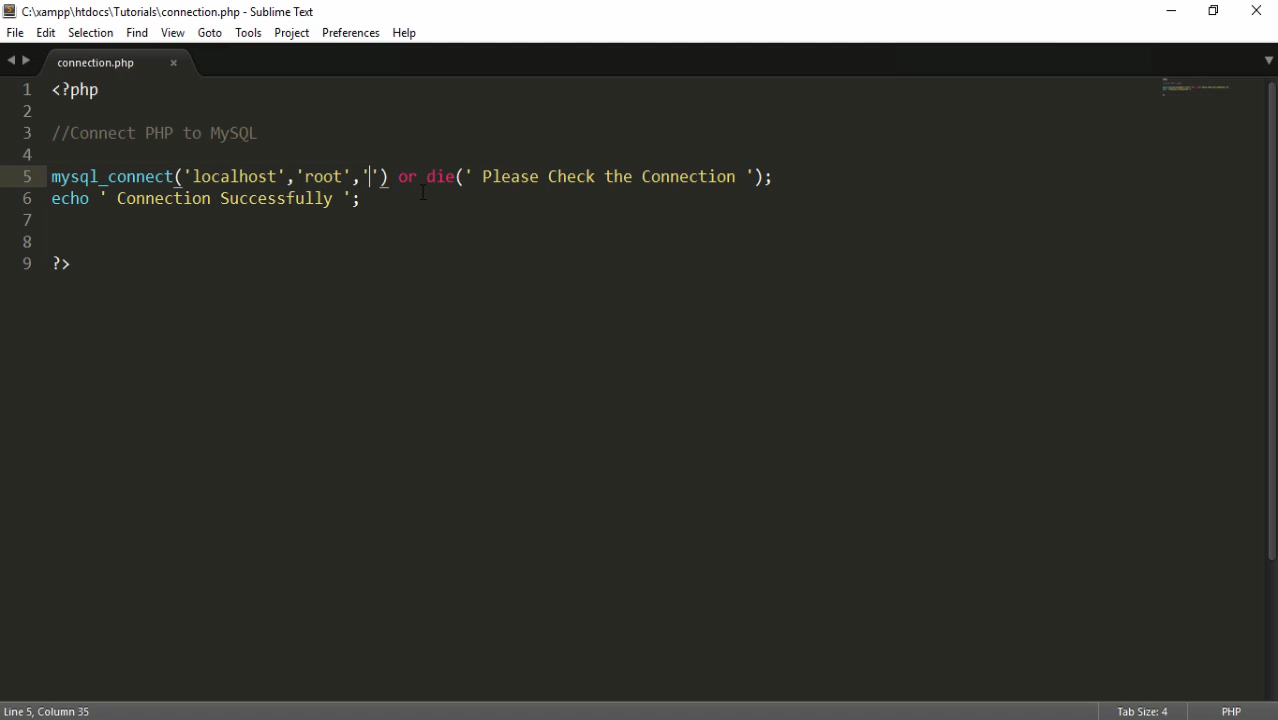 C:\xampp\htdocs\Tutorials\connection.php - Sublime Text
File Edit Selection Find View Goto Tools Project Preferences Help
connection.php
1 <?php
2
3 //Connect PHP to MySQL
4
5 mysql_connect('localhost','root','') or die(' Please Check the Connection ');
6 echo ' Connection Successfully ';
7
8
9 ?>
Line 5, Column 35 Tab Size: 4 PHP